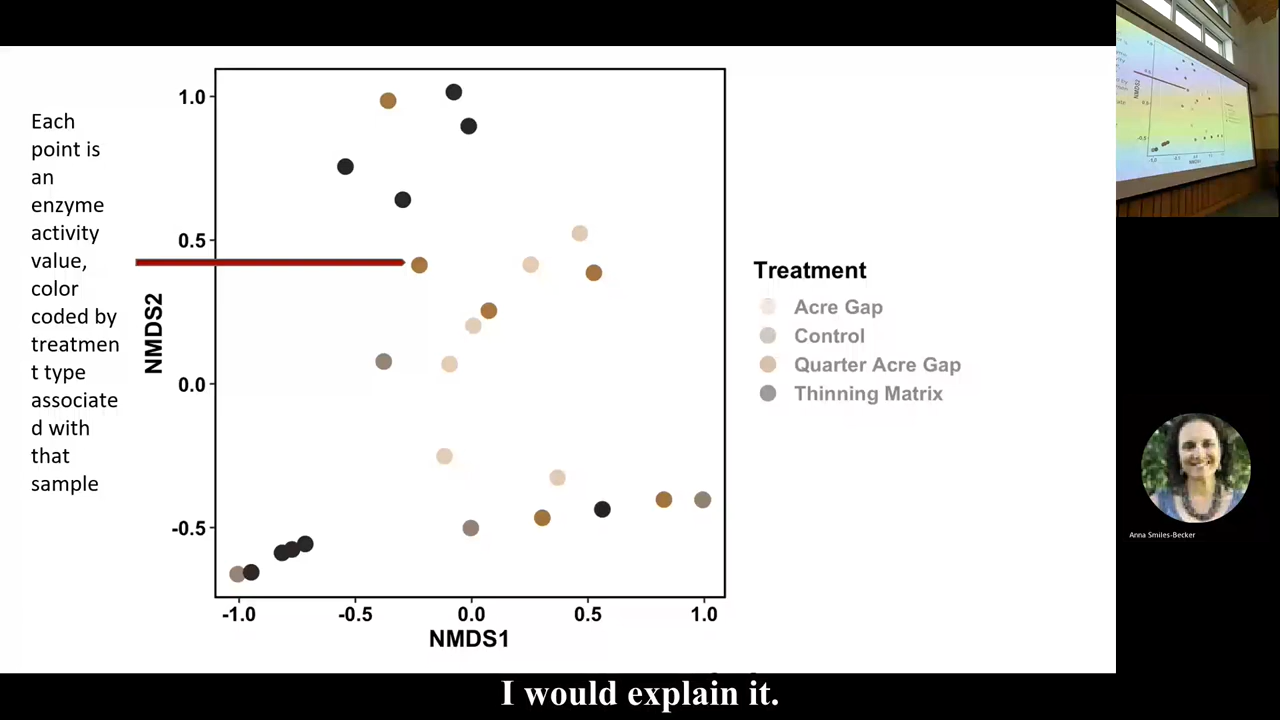 Each
point is
an
enzyme
activity
value,
color
coded by
treatmen
t type
associate
d with
that
sample
1.0
0.5
0.0
-0.5
NMDS2
-1.0 -0.5 0.0 0.5 1.0
NMDS1
Treatment
Acre Gap
Control
Quarter Acre Gap
Thinning Matrix
Anna Smiles-Becker
I would explain it.